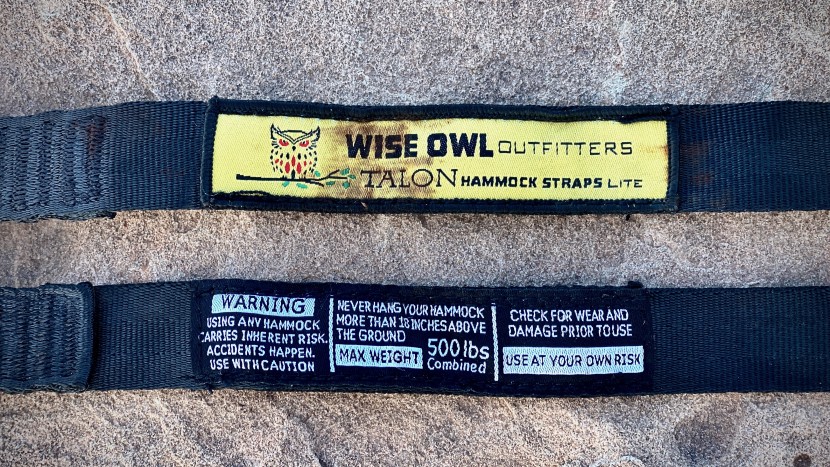 WISE OWL OUTFITTERS
TALON HAMMOCK STRAPS LITE
WARNING
USING ANY HAMMOCK
CARRIES INHERENT RISK.
ACCIDENTS HAPPEN.
USE WITH CAUTION
NEVER HANG YOUR HAMMOCK
MORE THAN 18 INCHES ABOVE
THE GROUND
MAX WEIGHT 500 lbs
Combined
CHECK FOR WEAR AND
DAMAGE PRIOR TO USE
USE AT YOUR OWN RISK